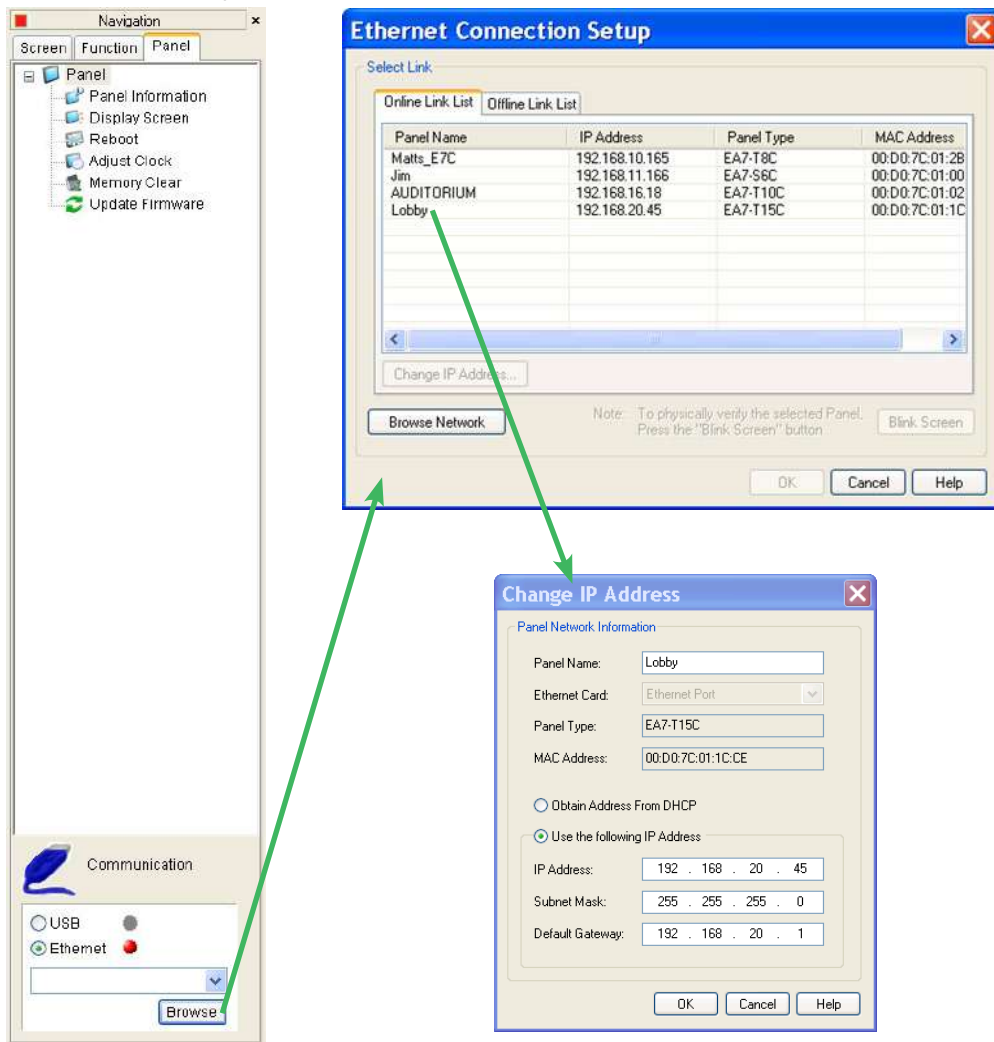 Navigation
Screen Function Panel
Panel
Panel Information
Display Screen
Reboot
Adjust Clock
Memory Clear
Update Firmware
Communication
USB
Ethernet
Browse
Ethernet Connection Setup
Select Link
Online Link List Offline Link List
Panel Name IP Address Panel Type MAC Address
Matts_E7C 192.168.10.165 EA7-T8C 00:D0:7C:01:2B
Jim 192.168.11.166 EA7-S6C 00:D0:7C:01:00
AUDITORIUM 192.168.16.18 EA7-T10C 00:D0:7C:01:02
Lobby 192.168.20.45 EA7-T15C 00:D0:7C:01:1C
Change IP Address...
Browse Network
Note: To physically verify the selected Panel,
Press the "Blink Screen" button
Blink Screen
OK Cancel Help
Change IP Address
Panel Network Information
Panel Name: Lobby
Ethernet Card: Ethernet Port
Panel Type: EA7-T15C
MAC Address: 00:D0:7C:01:1C:CE
Obtain Address From DHCP
Use the following IP Address
IP Address: 192 . 168 . 20 . 45
Subnet Mask: 255 . 255 . 255 . 0
Default Gateway: 192 . 168 . 20 . 1
OK Cancel Help